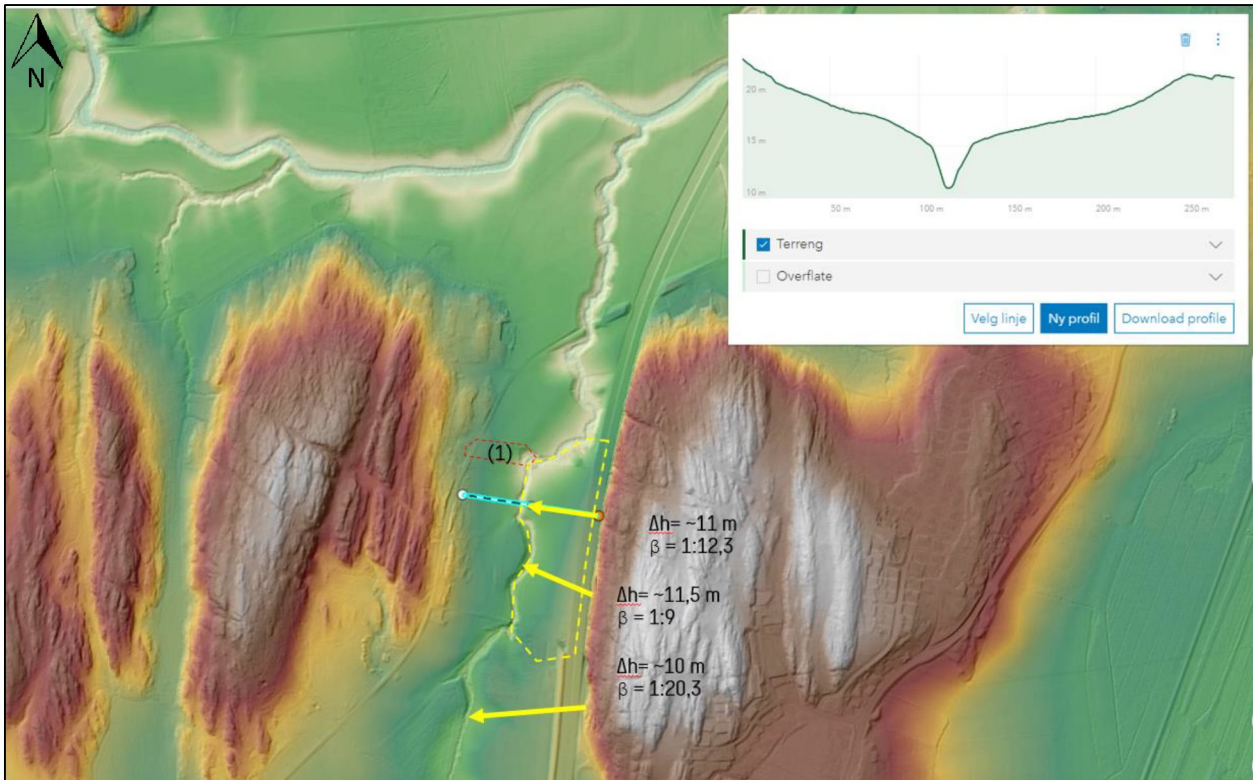 N
20 m
15 m
10 m
50 m
100 m
150 m
200 m
250 m
Terreng
Overflate
Velg linje
Ny profil
Download profile
(1)
Δh= ~11 m
β = 1:12,3
Δh= ~11,5 m
β = 1:9
Δh= ~10 m
β = 1:20,3